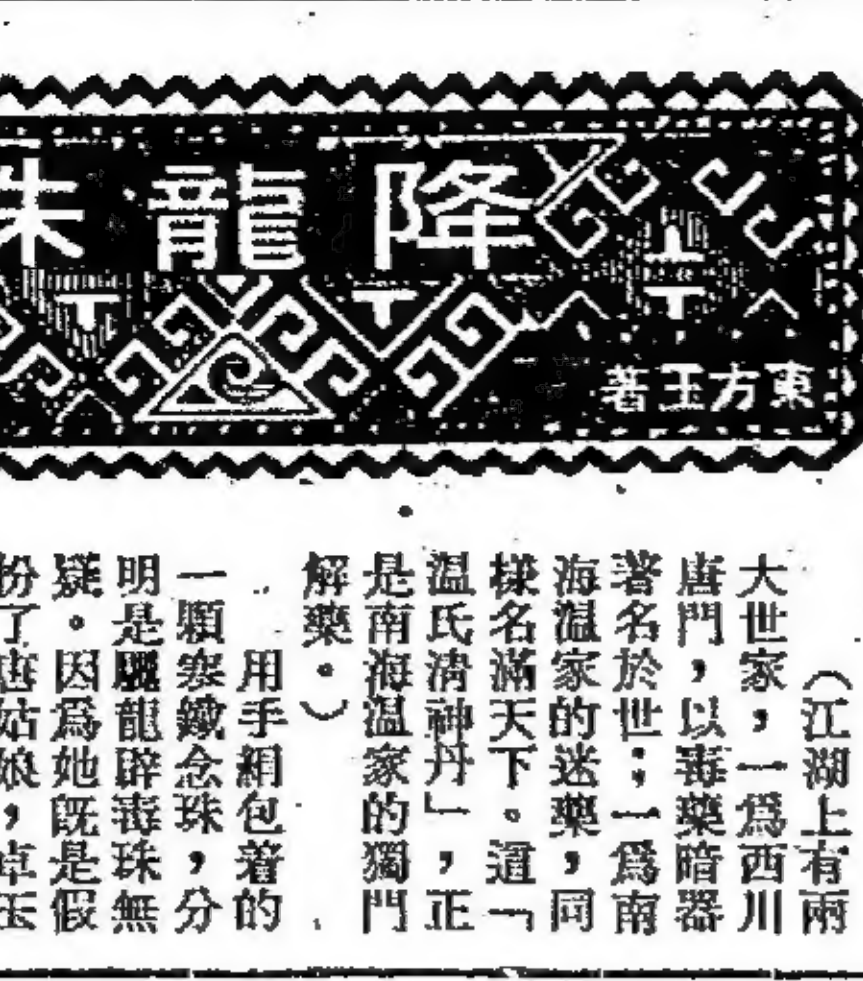 降龍珠
東方玉著
(江湖上有兩
大世家,一爲西川
唐門,以毒藥暗器
著名於世;一爲南
海溫家的迷藥,同
樣名滿天下。這「
溫氏清神丹」,正
是南海溫家的獨門
解藥。)
用手絹包着的
一顆寒鐵念珠,分
明是驪龍辟毒珠無
疑。因爲她既是假
扮了唐姑娘,卓玉